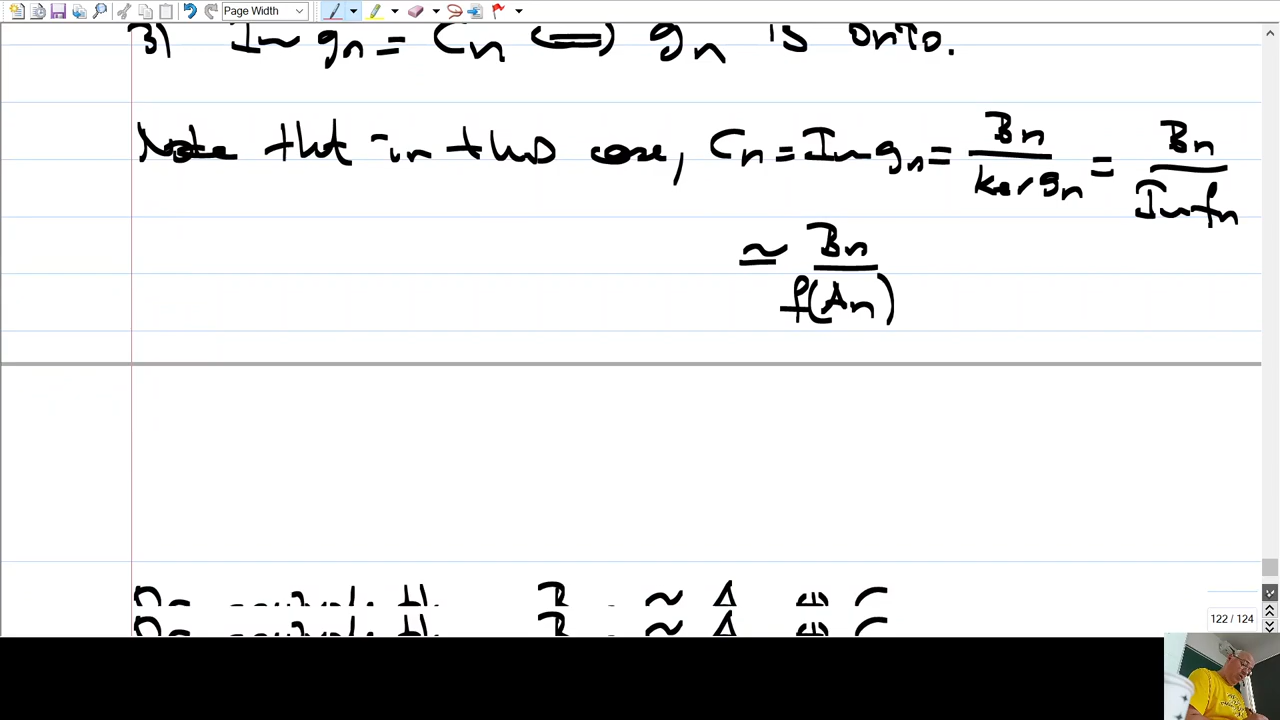 Page Width
3) Im gn = Cn ⟺ gn is onto.
Note tht in this case, Cn = Im gn = Bn / ker gn = Bn / Im fn
≃ Bn / f(An)
122 / 124